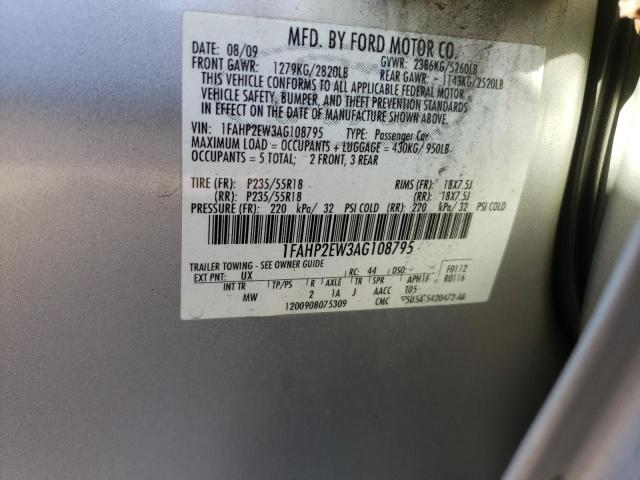 MFD. BY FORD MOTOR CO.
DATE: 08/09 GVWR: 2386KG/5260LB
FRONT GAWR: 1279KG/2820LB REAR GAWR: 1143KG/2520LB
THIS VEHICLE CONFORMS TO ALL APPLICABLE FEDERAL MOTOR
VEHICLE SAFETY, BUMPER, AND THEFT PREVENTION STANDARDS
IN EFFECT ON THE DATE OF MANUFACTURE SHOWN ABOVE.
VIN: 1FAHP2EW3AG108795 TYPE: Passenger Car
MAXIMUM LOAD = OCCUPANTS + LUGGAGE = 430KG/950LB
OCCUPANTS = 5 TOTAL; 2 FRONT, 3 REAR
TIRE (FR): P235/55R18 RIMS (FR): 18X7.5J
(RR): P235/55R18 (RR): 18X7.5J
PRESSURE (FR): 220 kPa/ 32 PSI COLD (RR): 220 kPa/ 32 PSI COLD
1FAHP2EW3AG108795
TRAILER TOWING - SEE OWNER GUIDE
EXT PNT: UX RC: 44 DSO: F0112
INT TR TP/PS R AXLE TR SPR R0116
MW 2 1A J AACC T05
1200908075309 CMC